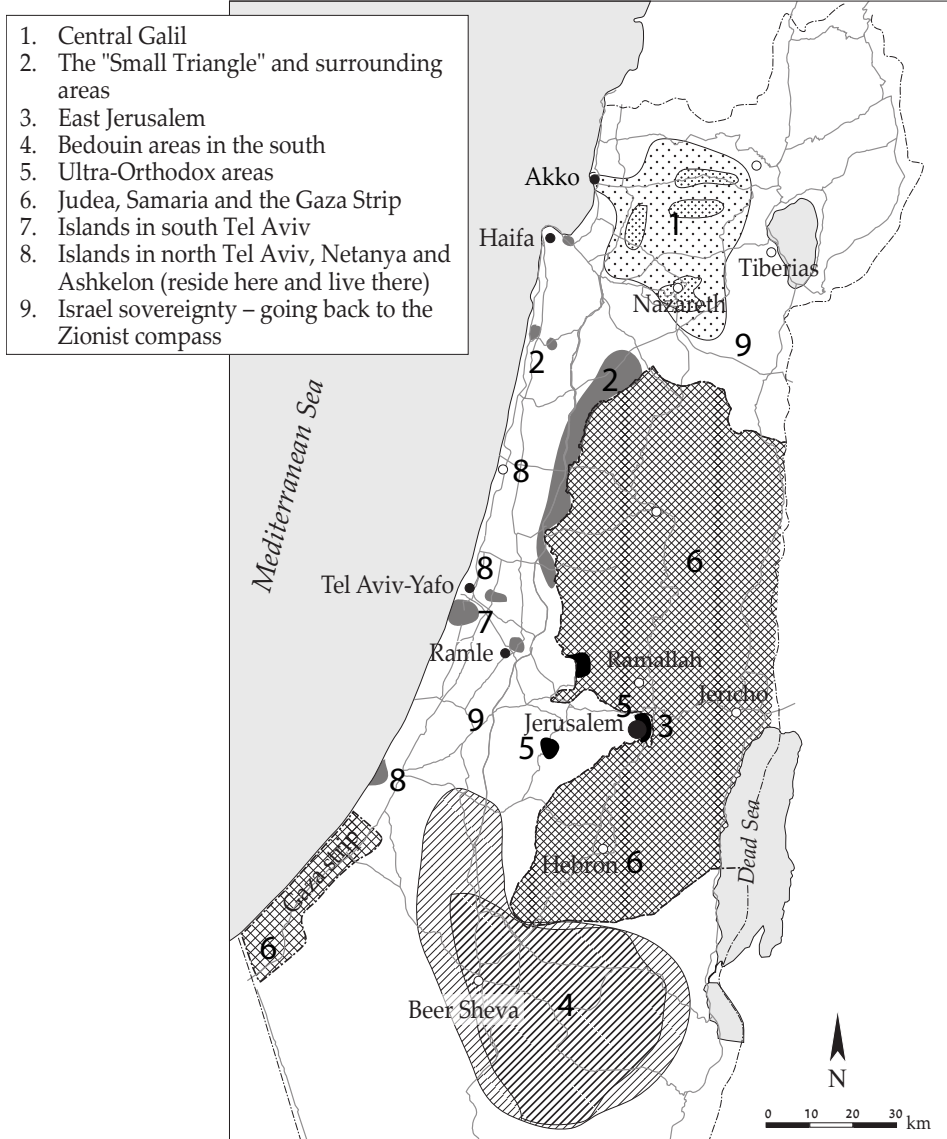 1. Central Galil
2. The "Small Triangle" and surrounding
areas
3. East Jerusalem
4. Bedouin areas in the south
5. Ultra-Orthodox areas
6. Judea, Samaria and the Gaza Strip
7. Islands in south Tel Aviv
8. Islands in north Tel Aviv, Netanya and
Ashkelon (reside here and live there)
9. Israel sovereignty – going back to the
Zionist compass
Akko
1
Haifa
Tiberias
Nazareth
9
2
2
Mediterranean Sea
8
6
8
Tel Aviv-Yafo
7
Ramle
Ramallah
Jericho
5
9
Jerusalem
3
5
8
Dead Sea
Gaza strip
Hebron
6
6
4
Beer Sheva
N
0 10 20 30 km